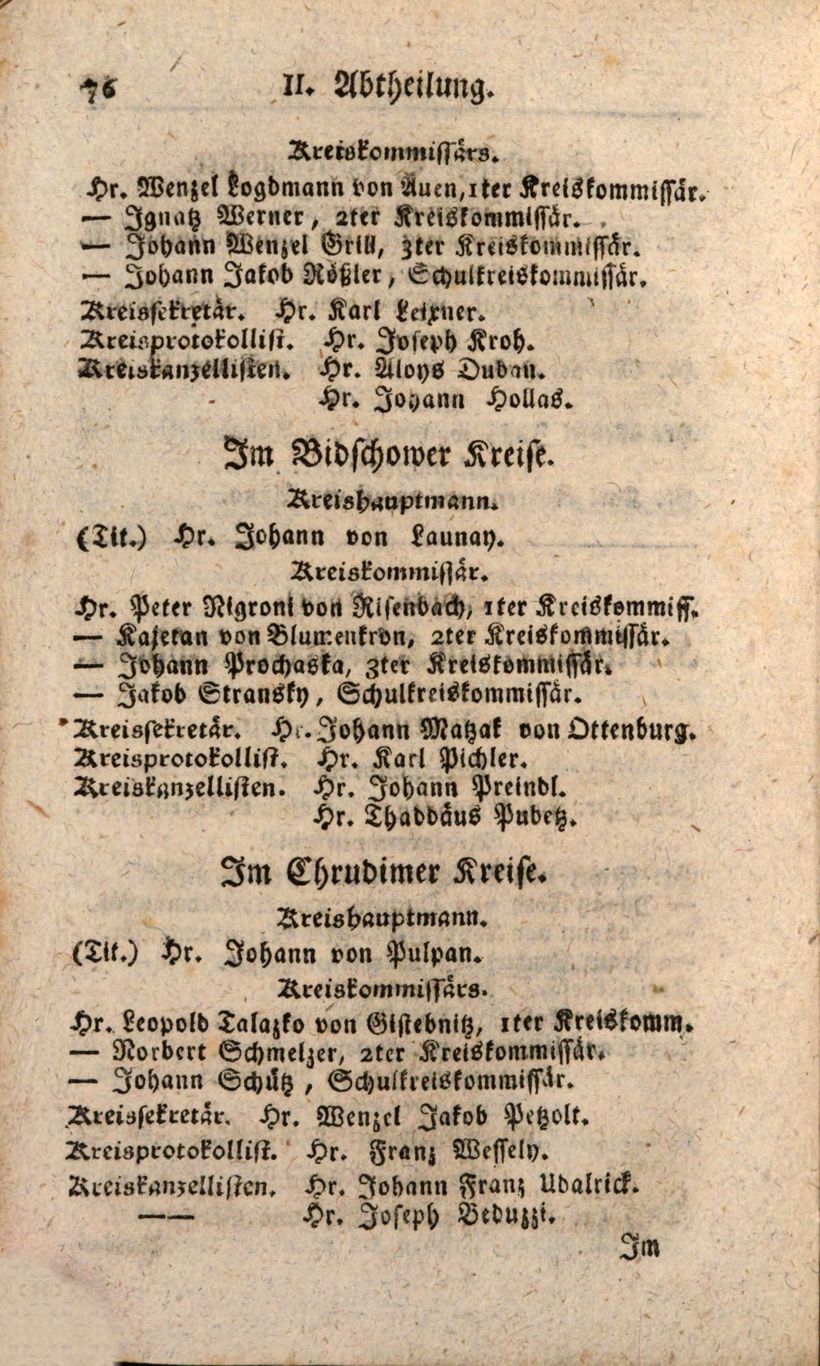 76 II. Abtheilung.
Kreiskommissärs.
Hr. Wenzel Logdmann von Auen, 1ter Kreiskommissär.
— Ignatz Werner, 2ter Kreiskommissär.
— Johann Wenzel Grill, 3ter Kreiskommissär.
— Johann Jakob Rößler, Schulkreiskommissär.
Kreissekretär. Hr. Karl Leixner.
Kreisprotokollist. Hr. Joseph Kroh.
Kreiskanzellisten. Hr. Aloys Duban.
Hr. Johann Hollas.
Im Bidschower Kreise.
Kreishauptmann.
(Tit.) Hr. Johann von Launay.
Kreiskommissär.
Hr. Peter Nigroni von Risenbach, 1ter Kreiskommiss.
— Kajetan von Blumenkron, 2ter Kreiskommissär.
— Johann Prochaska, 3ter Kreiskommissär.
— Jakob Stransky, Schulkreiskommissär.
Kreissekretär. Hr. Johann Matzak von Ottenburg.
Kreisprotokollist. Hr. Karl Pichler.
Kreiskanzellisten. Hr. Johann Preindl.
Hr. Thaddäus Pubetz.
Im Chrudimer Kreise.
Kreishauptmann.
(Tit.) Hr. Johann von Pulpan.
Kreiskommissärs.
Hr. Leopold Talazko von Gistebnitz, 1ter Kreiskomm.
— Norbert Schmelzer, 2ter Kreiskommissär.
— Johann Schütz, Schulkreiskommissär.
Kreissekretär. Hr. Wenzel Jakob Petzolt.
Kreisprotokollist. Hr. Franz Wessely.
Kreiskanzellisten. Hr. Johann Franz Udalrick.
—— Hr. Joseph Beduzzi.
Im